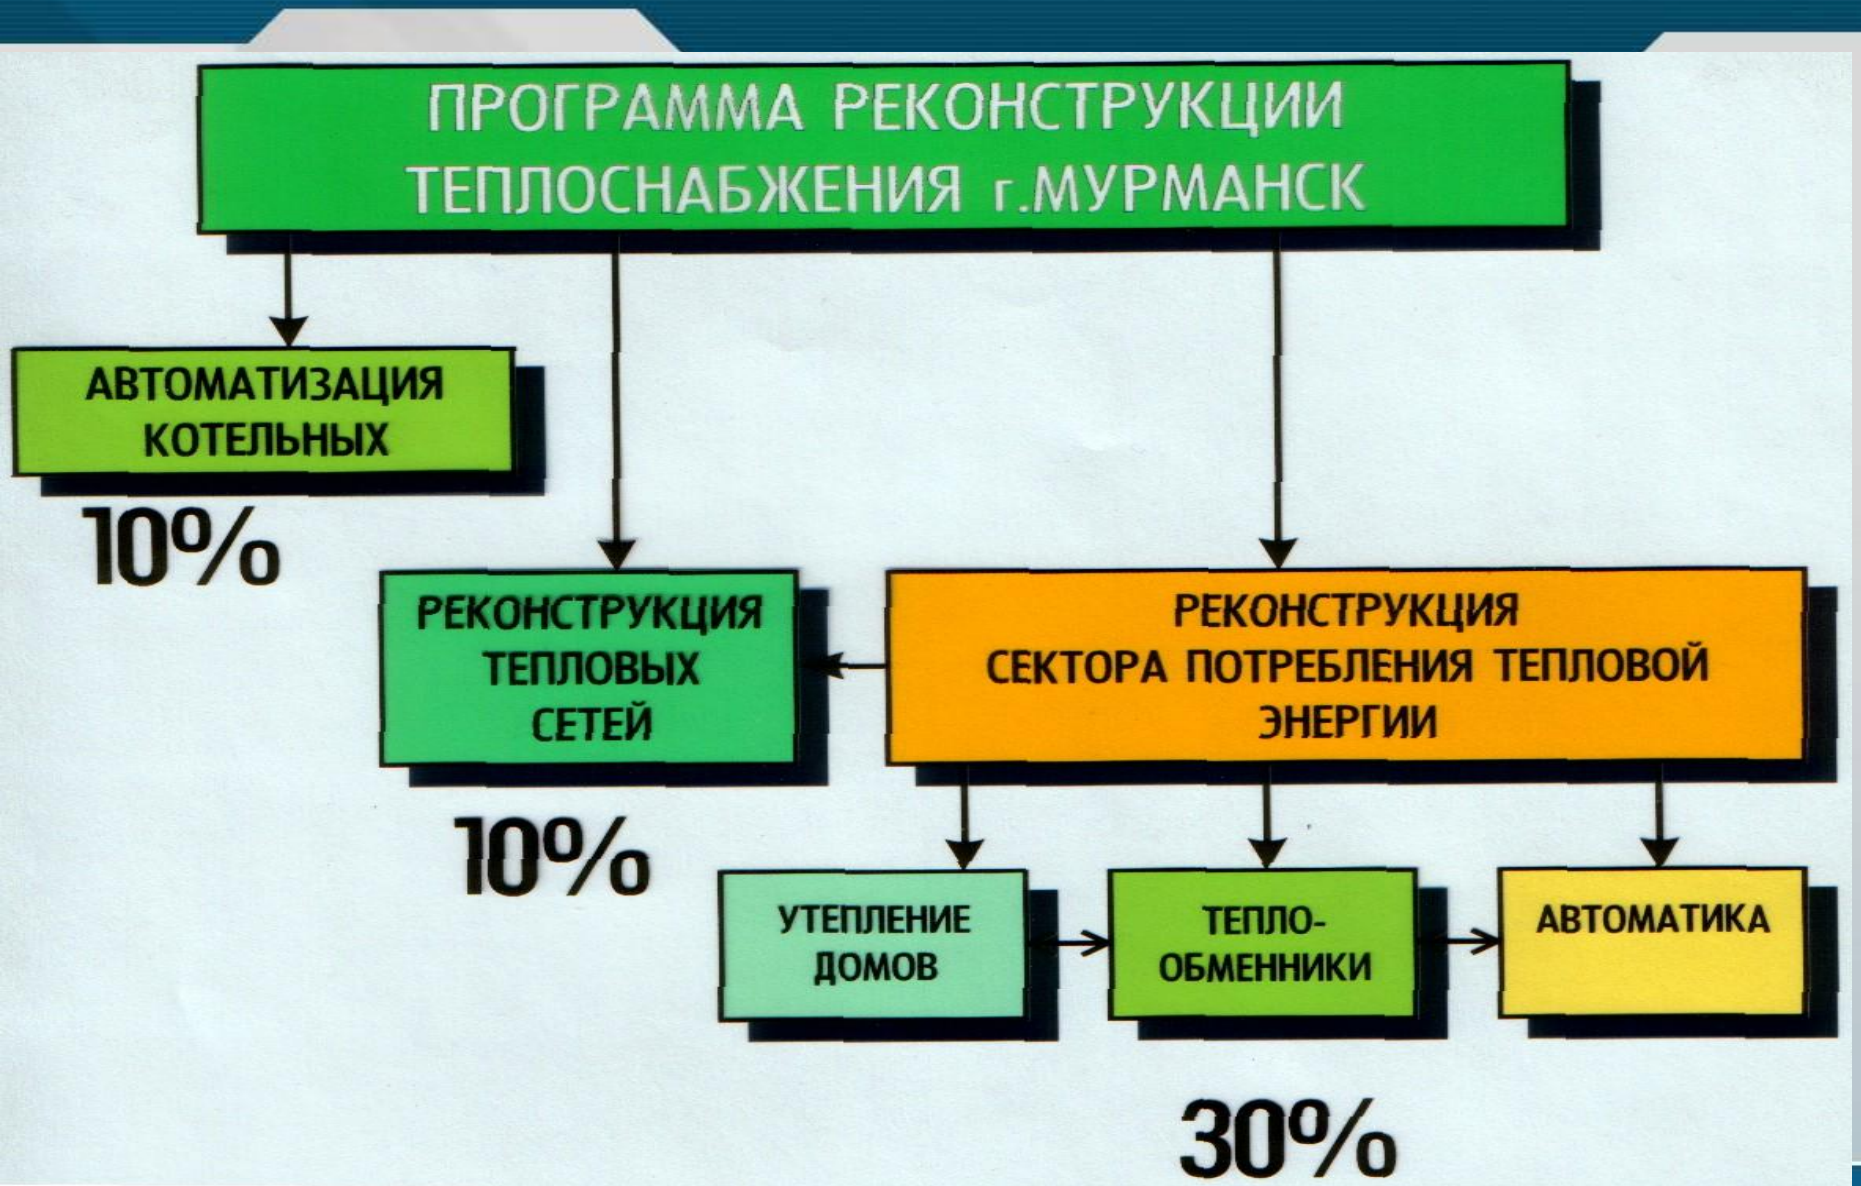 ПРОГРАММА РЕКОНСТРУКЦИИ
ТЕПЛОСНАБЖЕНИЯ г.МУРМАНСК
АВТОМАТИЗАЦИЯ
КОТЕЛЬНЫХ
10%
РЕКОНСТРУКЦИЯ
ТЕПЛОВЫХ
СЕТЕЙ
10%
РЕКОНСТРУКЦИЯ
СЕКТОРА ПОТРЕБЛЕНИЯ ТЕПЛОВОЙ
ЭНЕРГИИ
УТЕПЛЕНИЕ
ДОМОВ
ТЕПЛО-
ОБМЕННИКИ
АВТОМАТИКА
30%